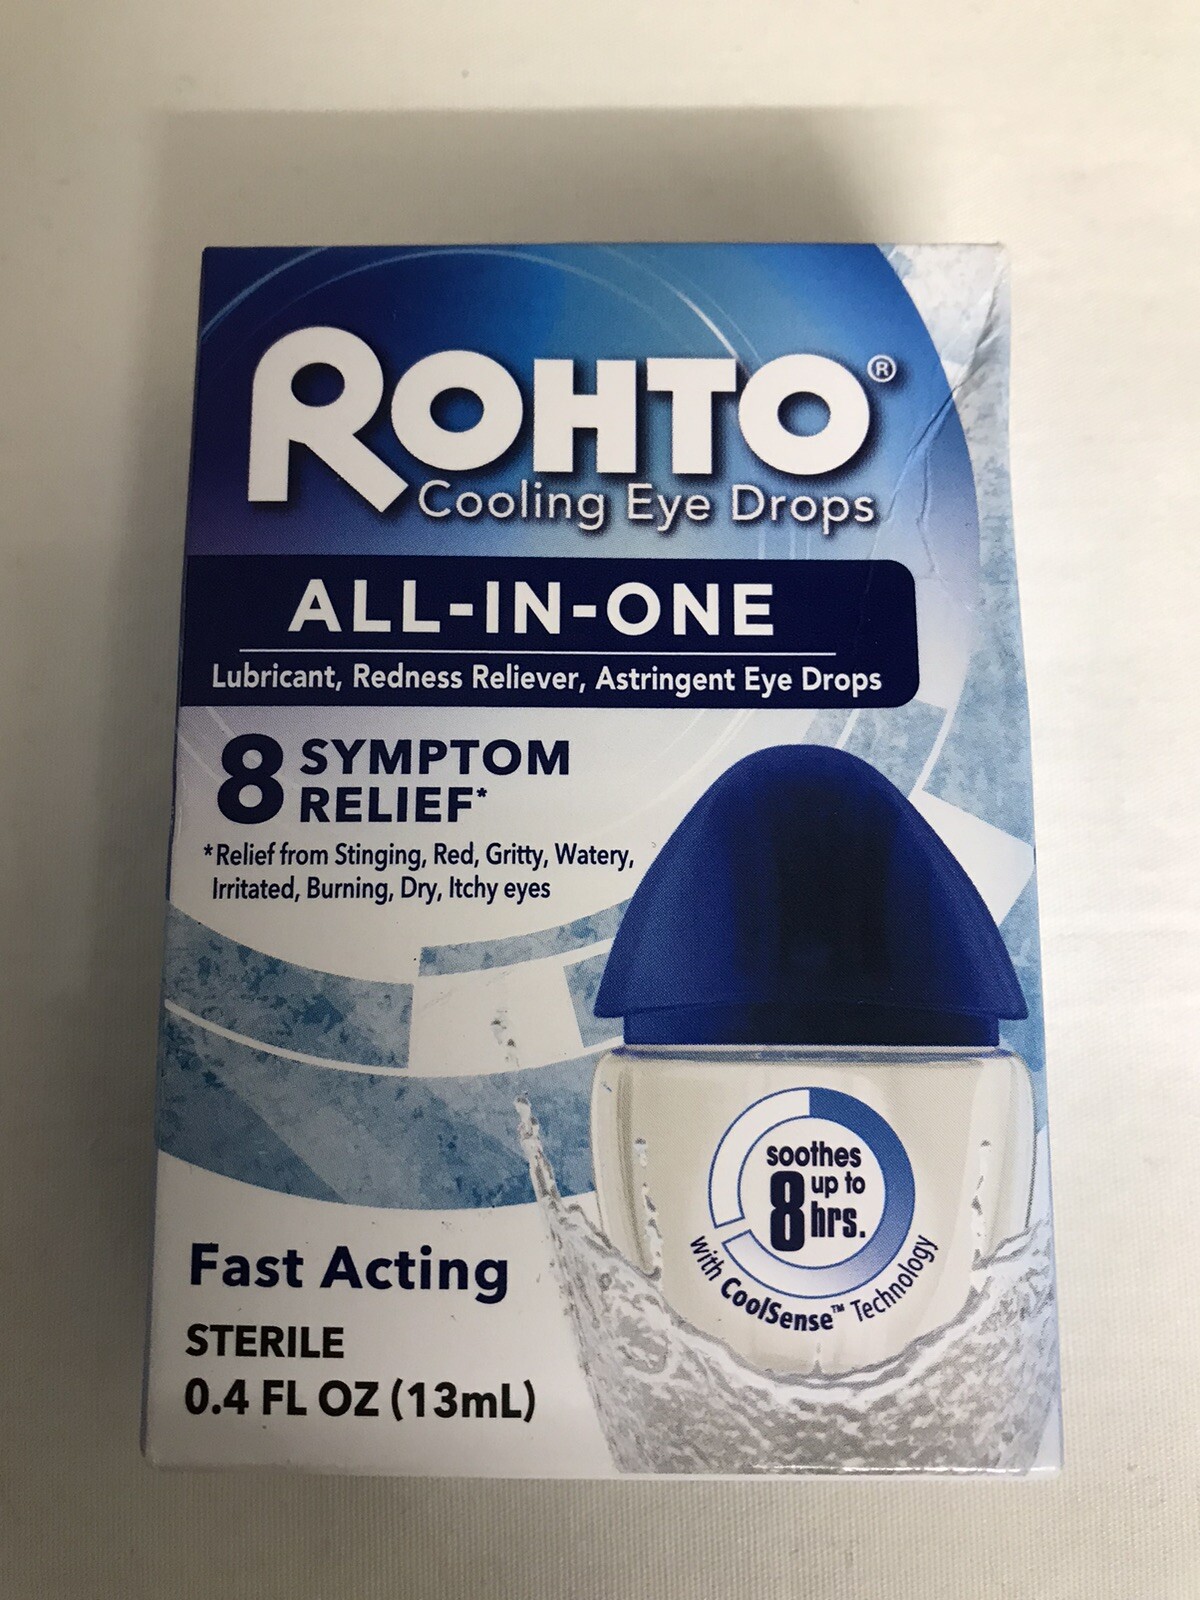 ROHTO®
Cooling Eye Drops
ALL-IN-ONE
Lubricant, Redness Reliever, Astringent Eye Drops
8 SYMPTOM
RELIEF*
*Relief from Stinging, Red, Gritty, Watery,
Irritated, Burning, Dry, Itchy eyes
soothes
up to
8 hrs.
with CoolSense™ Technology
Fast Acting
STERILE
0.4 FL OZ (13mL)